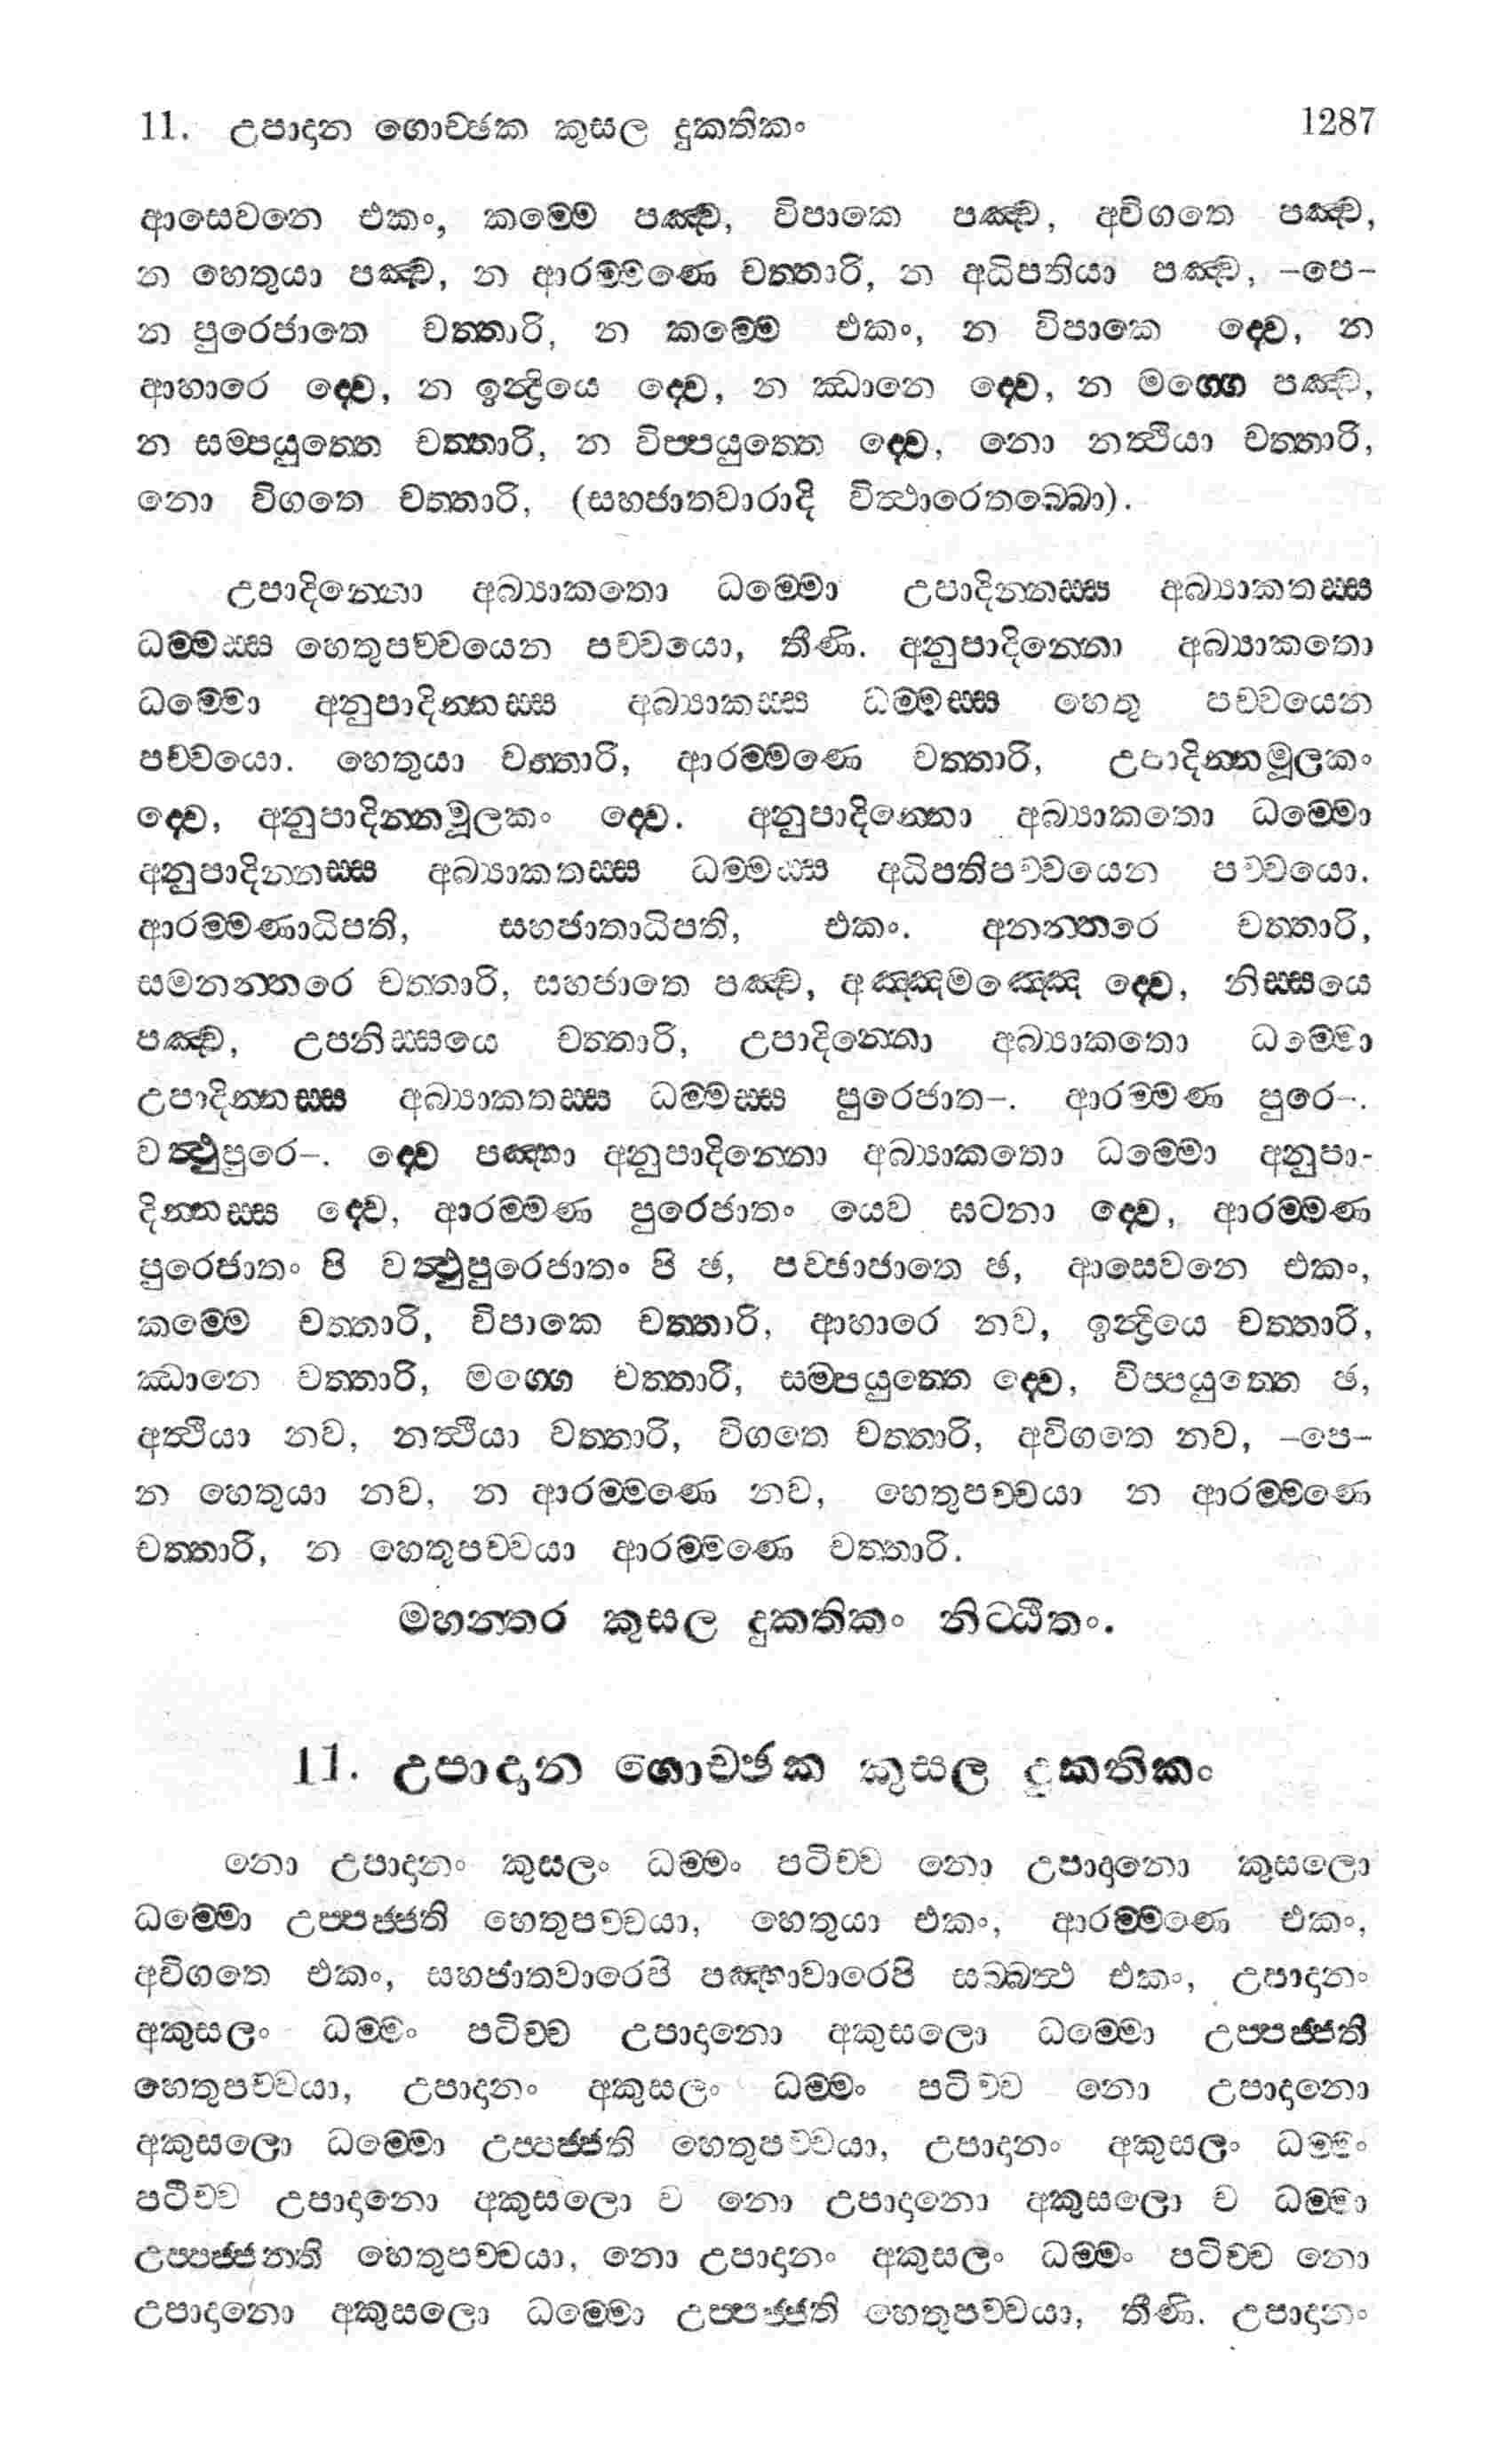 11. උපාදාන ගොච්ඡක කුසල දුකතිකං 1287
ආසෙවනෙ එකං, කම්මෙ පඤ්ච, විපාකෙ පඤ්ච, අවිගතෙ පඤ්ච,
න හෙතුයා පඤ්ච, න ආරම්මණෙ චත්තාරි, න අධිපතියා පඤ්ච, -පෙ-
න පුරෙජාතෙ චත්තාරි, න කම්මෙ එකං, න විපාකෙ ද්වෙ, න
ආහාරෙ ද්වෙ, න ඉන්ද්‍රියෙ ද්වෙ, න ඣානෙ ද්වෙ, න මග්ගෙ පඤ්ච,
න සම්පයුත්තෙ චත්තාරි, න විප්පයුත්තෙ ද්වෙ, නො නත්ථියා චත්තාරි,
නො විගතෙ චත්තාරි, (සහජාතවාරාදි විත්ථාරෙතබ්බා).
උපාදින්නො අබ්‍යාකතො ධම්මො උපාදින්නස්ස අබ්‍යාකතස්ස
ධම්මස්ස හෙතුපච්චයෙන පච්චයො, තීණි. අනුපාදින්නො අබ්‍යාකතො
ධම්මො අනුපාදින්නස්ස අබ්‍යාකස්ස ධම්මස්ස හෙතු පච්චයෙන
පච්චයො. හෙතුයා චත්තාරි, ආරම්මණෙ චත්තාරි, උපාදින්නමූලකං
ද්වෙ, අනුපාදින්නමූලකං ද්වෙ. අනුපාදින්නො අබ්‍යාකතො ධම්මො
අනුපාදින්නස්ස අබ්‍යාකතස්ස ධම්මස්ස අධිපතිපච්චයෙන පච්චයො.
ආරම්මණාධිපති, සහජාතාධිපති, එකං. අනන්තරෙ චත්තාරි,
සමනන්තරෙ චත්තාරි, සහජාතෙ පඤ්ච, අඤ්ඤමඤ්ඤෙ ද්වෙ, නිස්සයෙ
පඤ්ච, උපනිස්සයෙ චත්තාරි, උපාදින්නො අබ්‍යාකතො ධම්මො
උපාදින්නස්ස අබ්‍යාකතස්ස ධම්මස්ස පුරෙජාත-. ආරම්මණ පුරෙ-.
වත්ථුපුරෙ-. ද්වෙ පඤ්හා අනුපාදින්නො අබ්‍යාකතො ධම්මො අනුපා-
දින්නස්ස ද්වෙ, ආරම්මණ පුරෙජාතං යෙව ඝටනා ද්වෙ, ආරම්මණ
පුරෙජාතං පි වත්ථුපුරෙජාතං පි ඡ, පච්ඡාජාතෙ ඡ, ආසෙවනෙ එකං,
කම්මෙ චත්තාරි, විපාකෙ චත්තාරි, ආහාරෙ නව, ඉන්ද්‍රියෙ චත්තාරි,
ඣානෙ චත්තාරි, මග්ගෙ චත්තාරි, සම්පයුත්තෙ ද්වෙ, විප්පයුත්තෙ ඡ,
අත්ථියා නව, නත්ථියා චත්තාරි, විගතෙ චත්තාරි, අවිගතෙ නව, -පෙ-
න හෙතුයා නව, න ආරම්මණෙ නව, හෙතුපච්චයා න ආරම්මණෙ
චත්තාරි, න හෙතුපච්චයා ආරම්මණෙ චත්තාරි.
මහන්තර කුසල දුකතිකං නිට්ඨිතං.
11. උපාදාන ගොච්ඡක කුසල දුකතිකං
නො උපාදානං කුසලං ධම්මං පටිච්ච නො උපාදානො කුසලො
ධම්මො උප්පජ්ජති හෙතුපච්චයා, හෙතුයා එකං, ආරම්මණෙ එකං,
අවිගතෙ එකං, සහජාතවාරෙපි පඤ්හාවාරෙපි සබ්බත්ථ එකං, උපාදානං
අකුසලං ධම්මං පටිච්ච උපාදානො අකුසලො ධම්මො උප්පජ්ජති
හෙතුපච්චයා, උපාදානං අකුසලං ධම්මං පටිච්ච නො උපාදානො
අකුසලො ධම්මො උප්පජ්ජති හෙතුපච්චයා, උපාදානං අකුසලං ධම්මං
පටිච්ච උපාදානො අකුසලො ච නො උපාදානො අකුසලො ච ධම්මා
උප්පජ්ජනති හෙතුපච්චයා, නො උපාදානං අකුසලං ධම්මං පටිච්ච නො
උපාදානො අකුසලො ධම්මො උප්පජ්ජති හෙතුපච්චයා, තීණි. උපාදානං